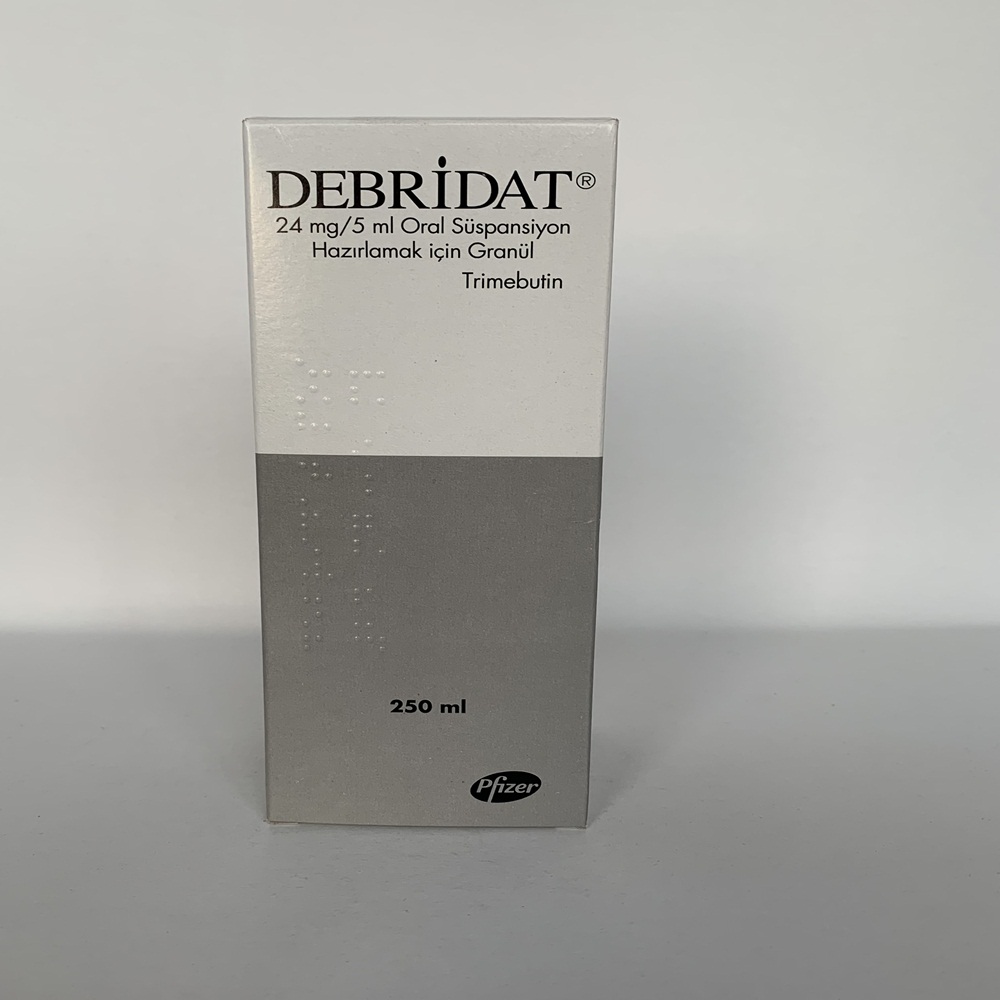 DEBRİDAT®
24 mg/5 ml Oral Süspansiyon
Hazırlamak için Granül
Trimebutin
250 ml
Pfizer